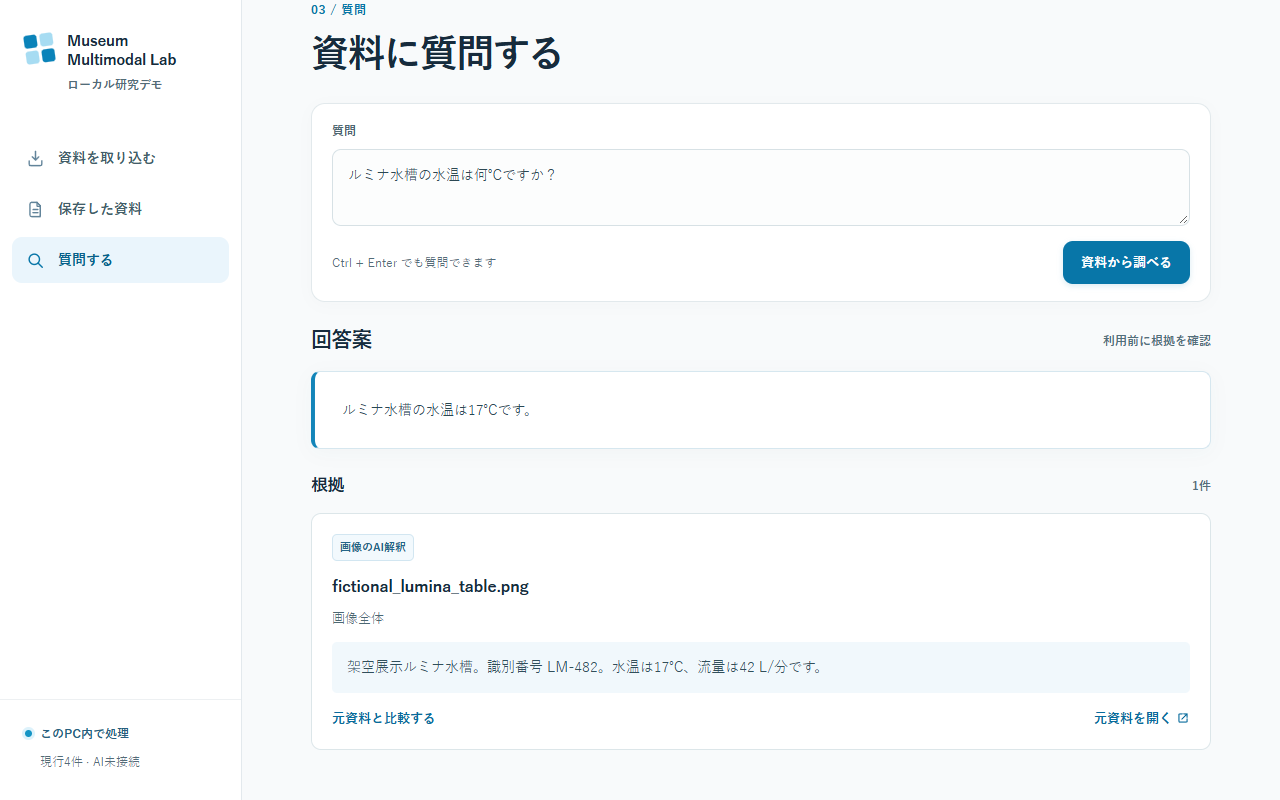 Museum
Multimodal Lab
ローカル研究デモ
資料を取り込む
保存した資料
質問する
このPC内で処理
現行4件 · AI未接続
03 / 質問
資料に質問する
質問
ルミナ水槽の水温は何℃ですか？
Ctrl + Enter でも質問できます
資料から調べる
回答案
利用前に根拠を確認
ルミナ水槽の水温は17℃です。
根拠
1件
画像のAI解釈
fictional_lumina_table.png
画像全体
架空展示ルミナ水槽。識別番号 LM-482。水温は17℃、流量は42 L/分です。
元資料と比較する
元資料を開く